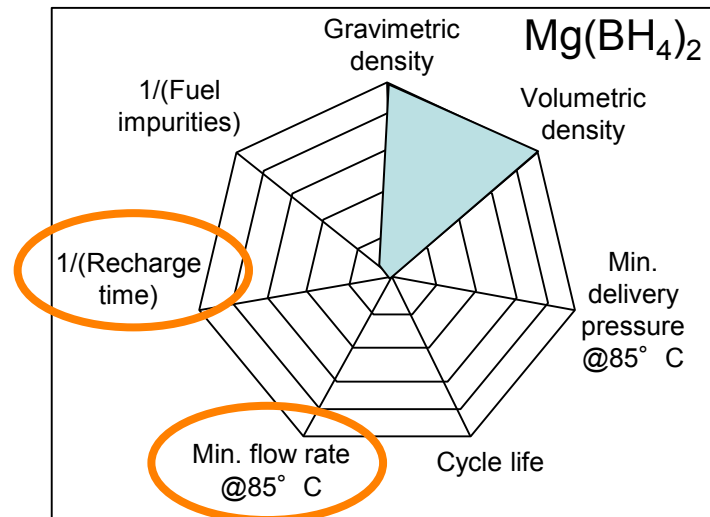 Gravimetric
density
Mg(BH₄)₂
1/(Fuel
impurities)
Volumetric
density
1/(Recharge
time)
Min.
delivery
pressure
@85° C
Min. flow rate
@85° C
Cycle life